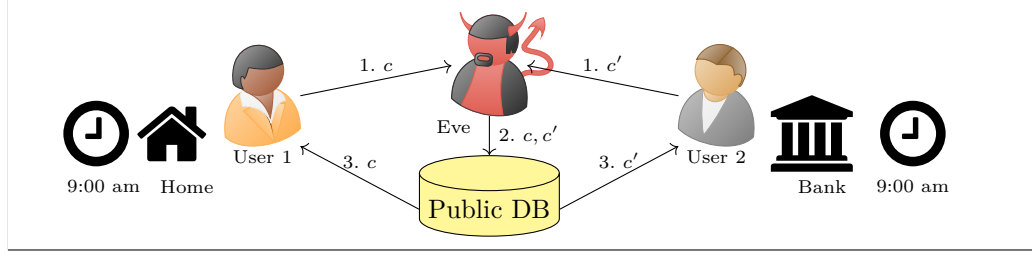 1. c
1. c′
Eve
2. c, c′
User 1
User 2
3. c
3. c′
9:00 am
Home
Bank
9:00 am
Public DB